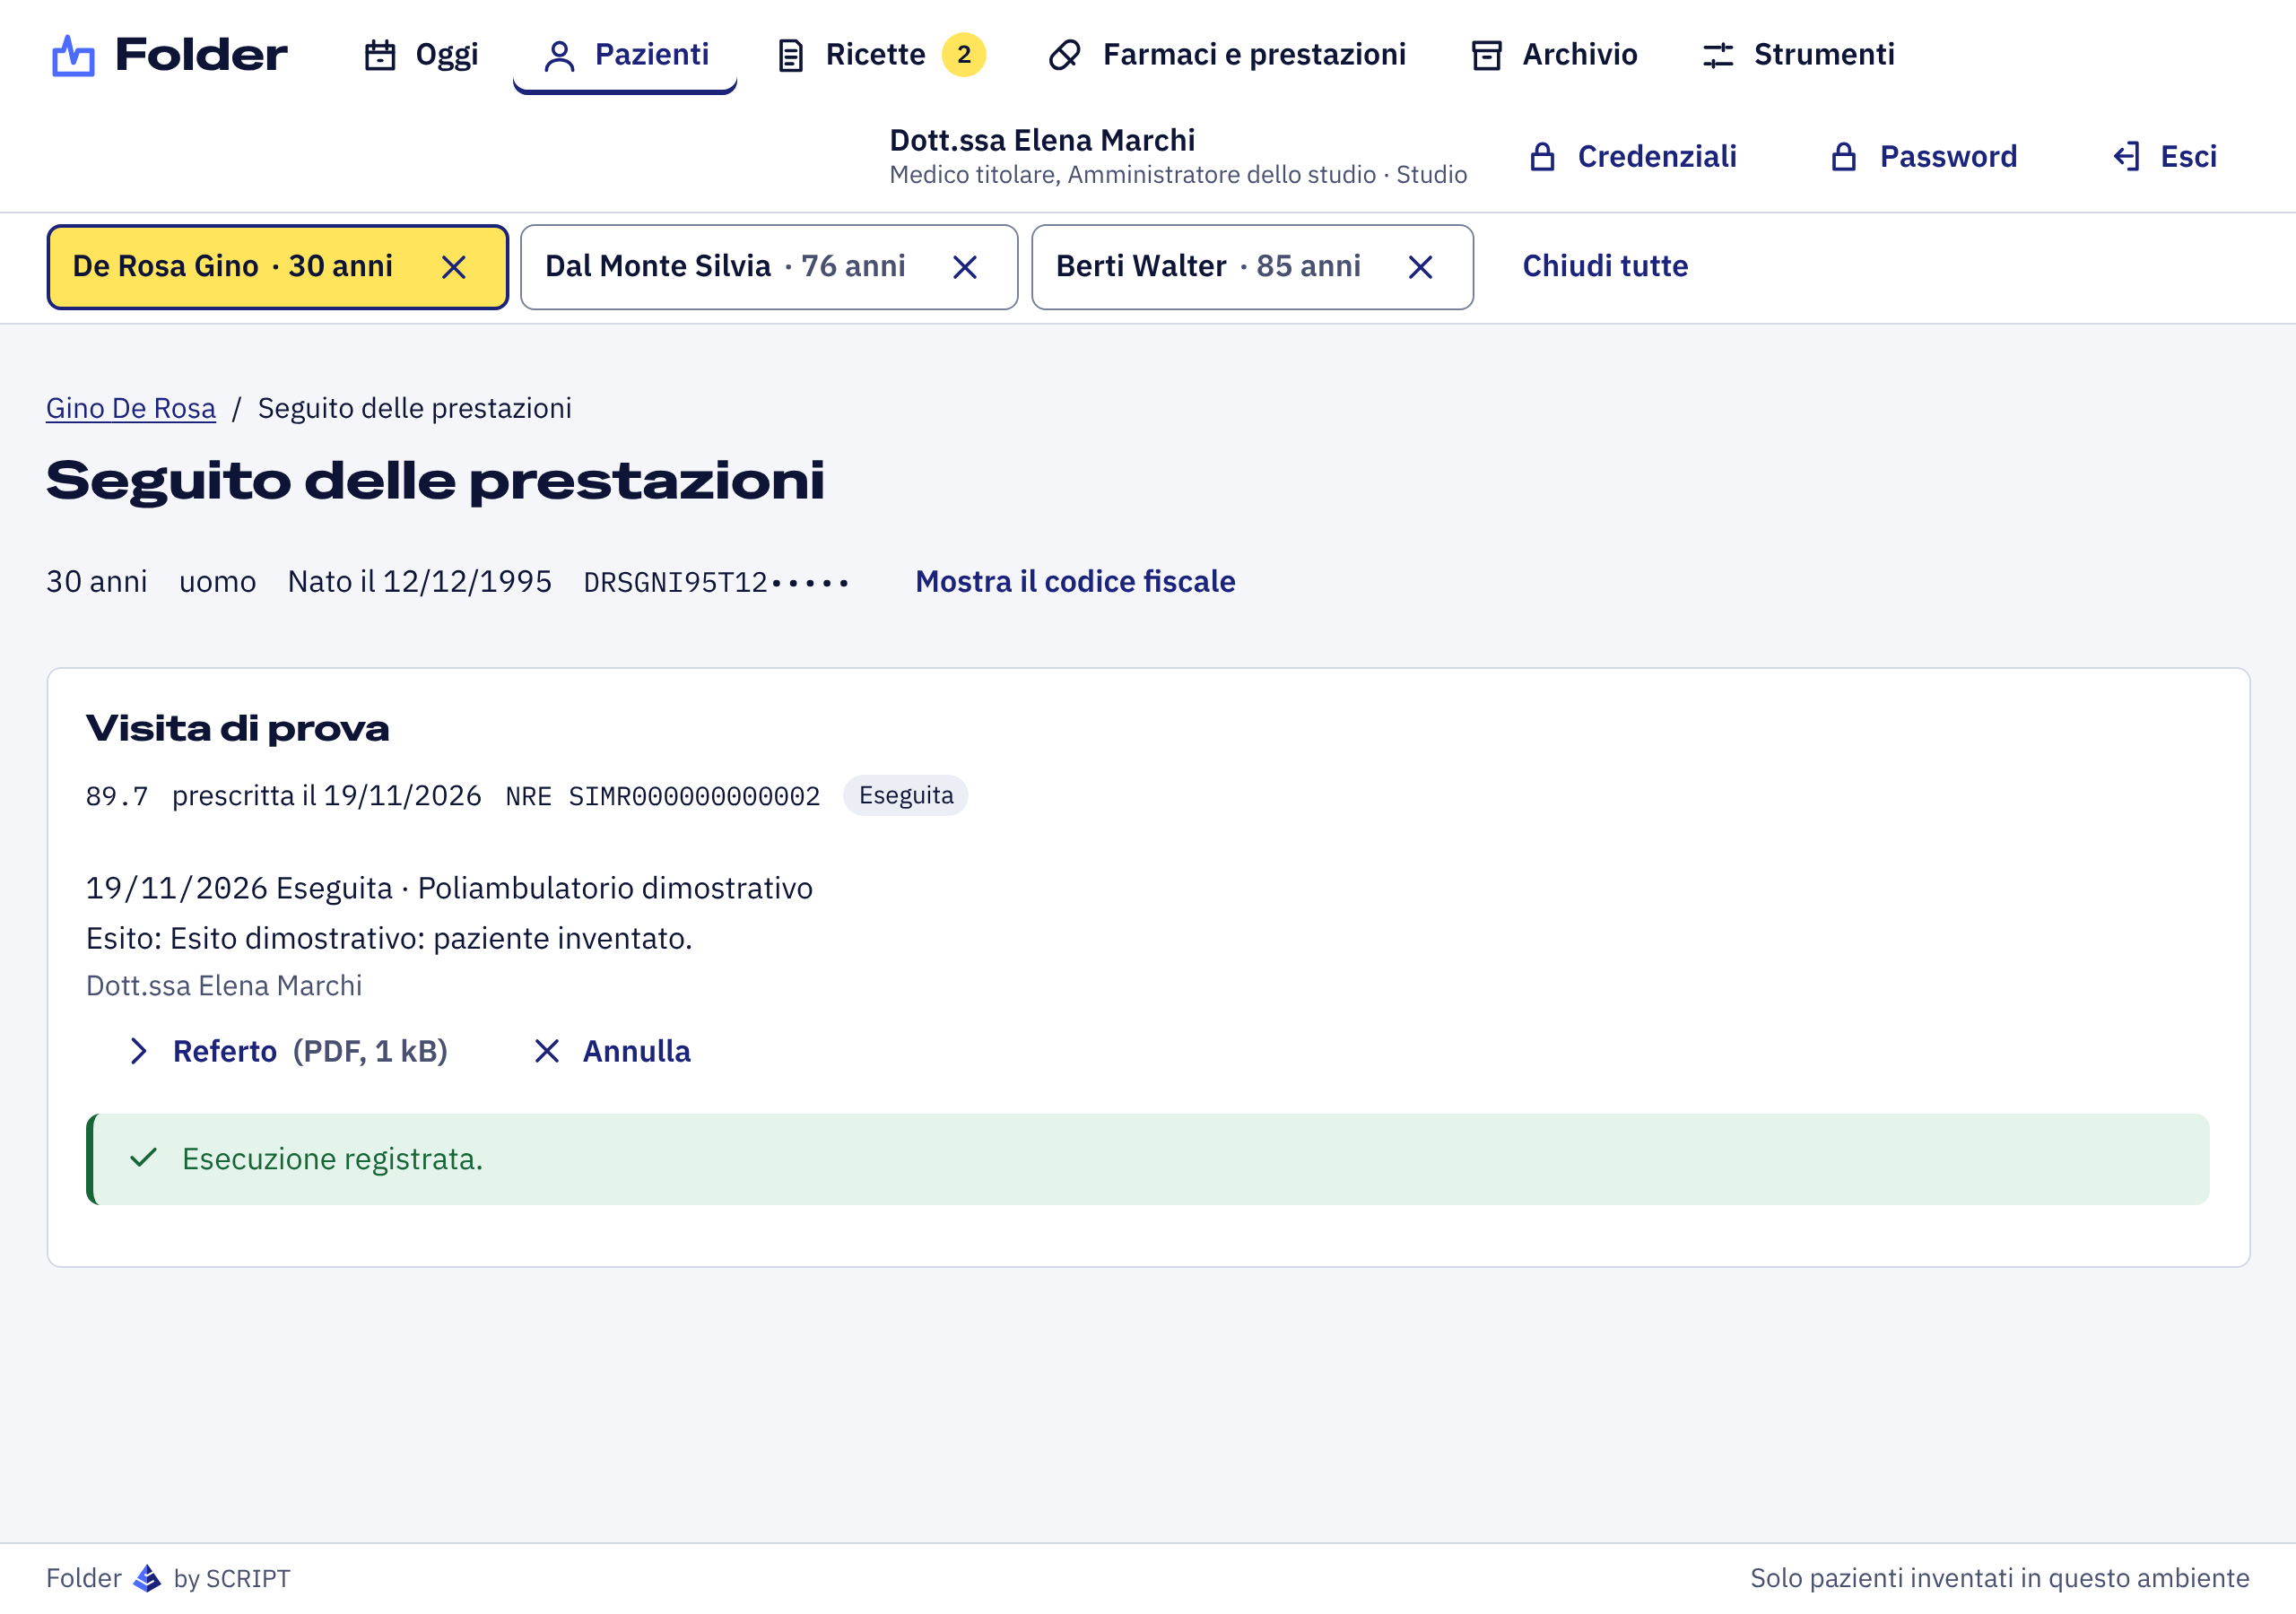 Folder Oggi Pazienti Ricette 2 Farmaci e prestazioni Archivio Strumenti
Dott.ssa Elena Marchi
Medico titolare, Amministratore dello studio · Studio
Credenziali Password Esci
De Rosa Gino · 30 anni Dal Monte Silvia · 76 anni Berti Walter · 85 anni Chiudi tutte
Gino De Rosa / Seguito delle prestazioni
Seguito delle prestazioni
30 anni uomo Nato il 12/12/1995 DRSGNI95T12••••• Mostra il codice fiscale
Visita di prova
89.7 prescritta il 19/11/2026 NRE SIMR000000000002 Eseguita
19/11/2026 Eseguita · Poliambulatorio dimostrativo
Esito: Esito dimostrativo: paziente inventato.
Dott.ssa Elena Marchi
Referto (PDF, 1 kB) Annulla
Esecuzione registrata.
Folder by SCRIPT Solo pazienti inventati in questo ambiente